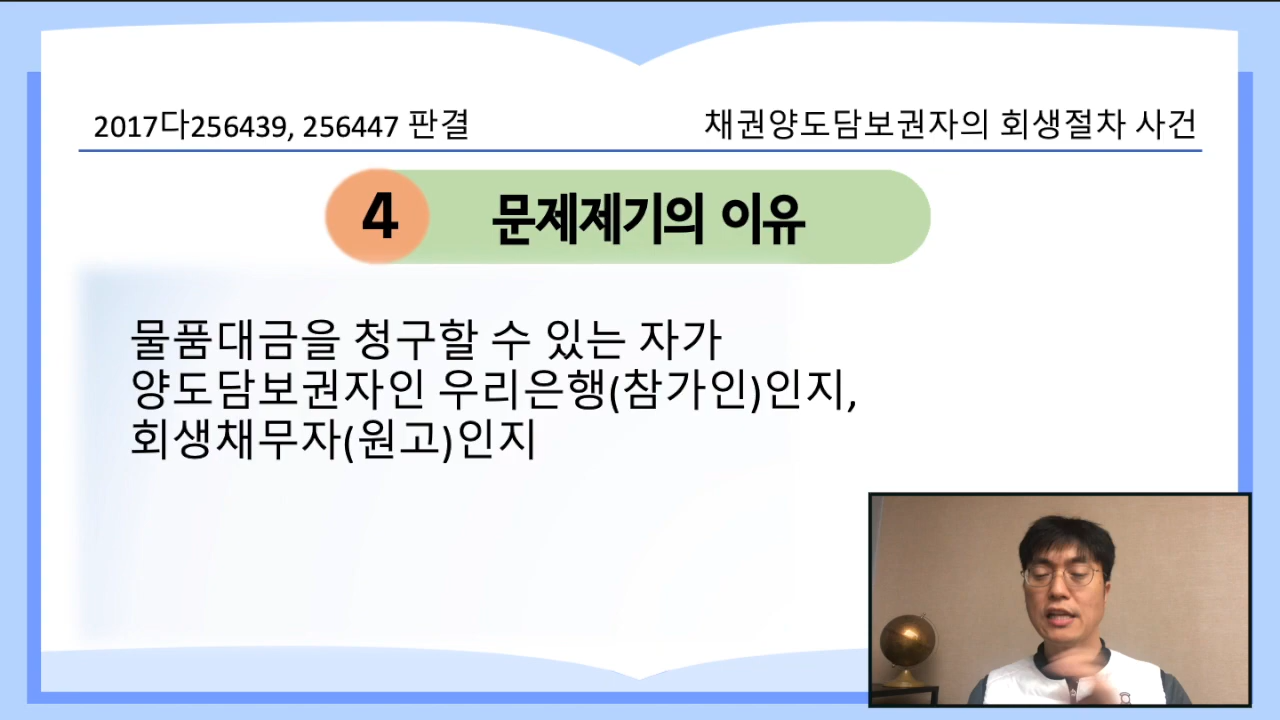 2017다256439, 256447 판결
채권양도담보권자의 회생절차 사건
4 문제제기의 이유
물품대금을 청구할 수 있는 자가
양도담보권자인 우리은행(참가인)인지,
회생채무자(원고)인지